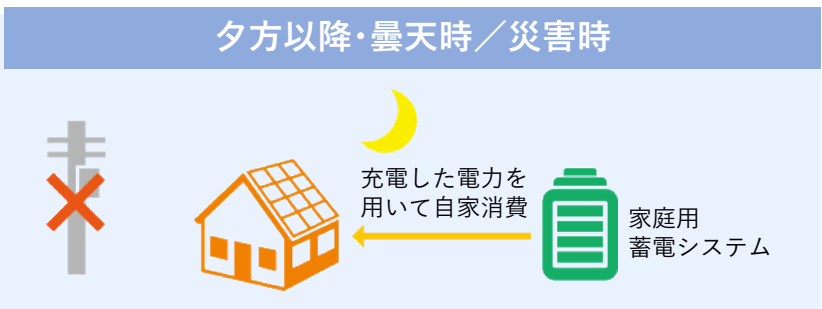 夕方以降・曇天時／災害時
充電した電力を
用いて自家消費
家庭用
蓄電システム